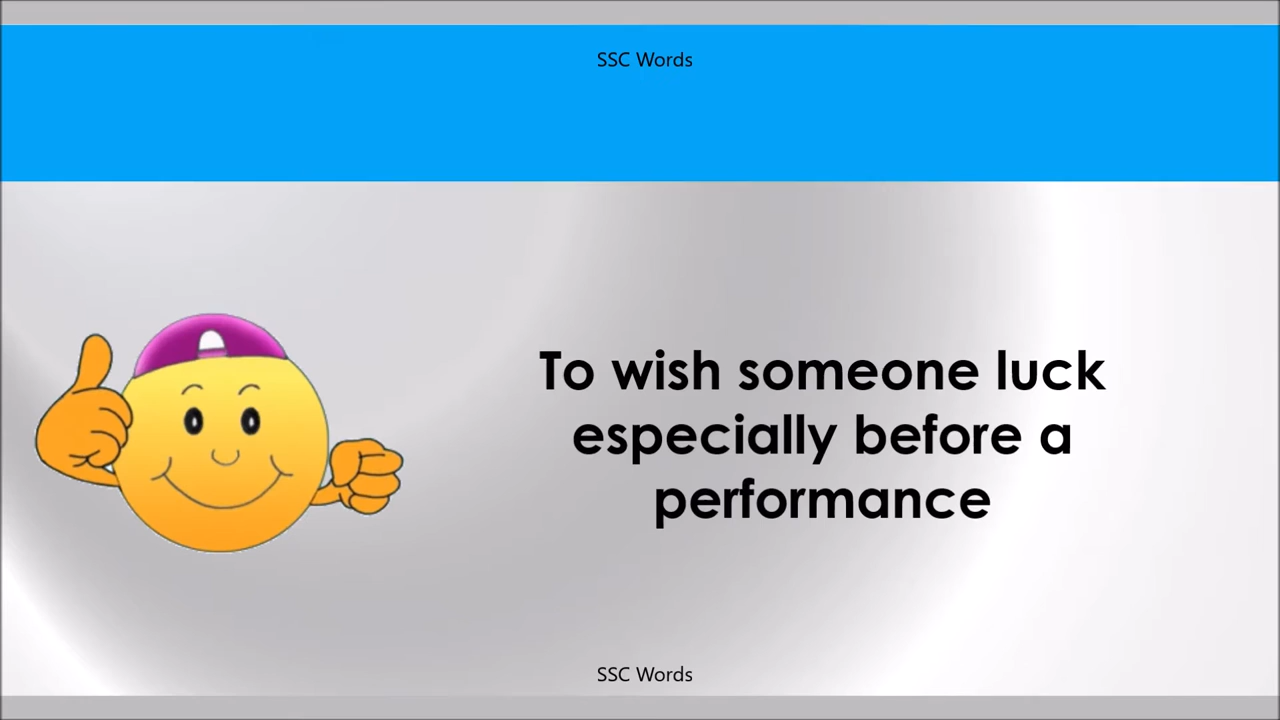 SSC Words
To wish someone luck
especially before a
performance
SSC Words